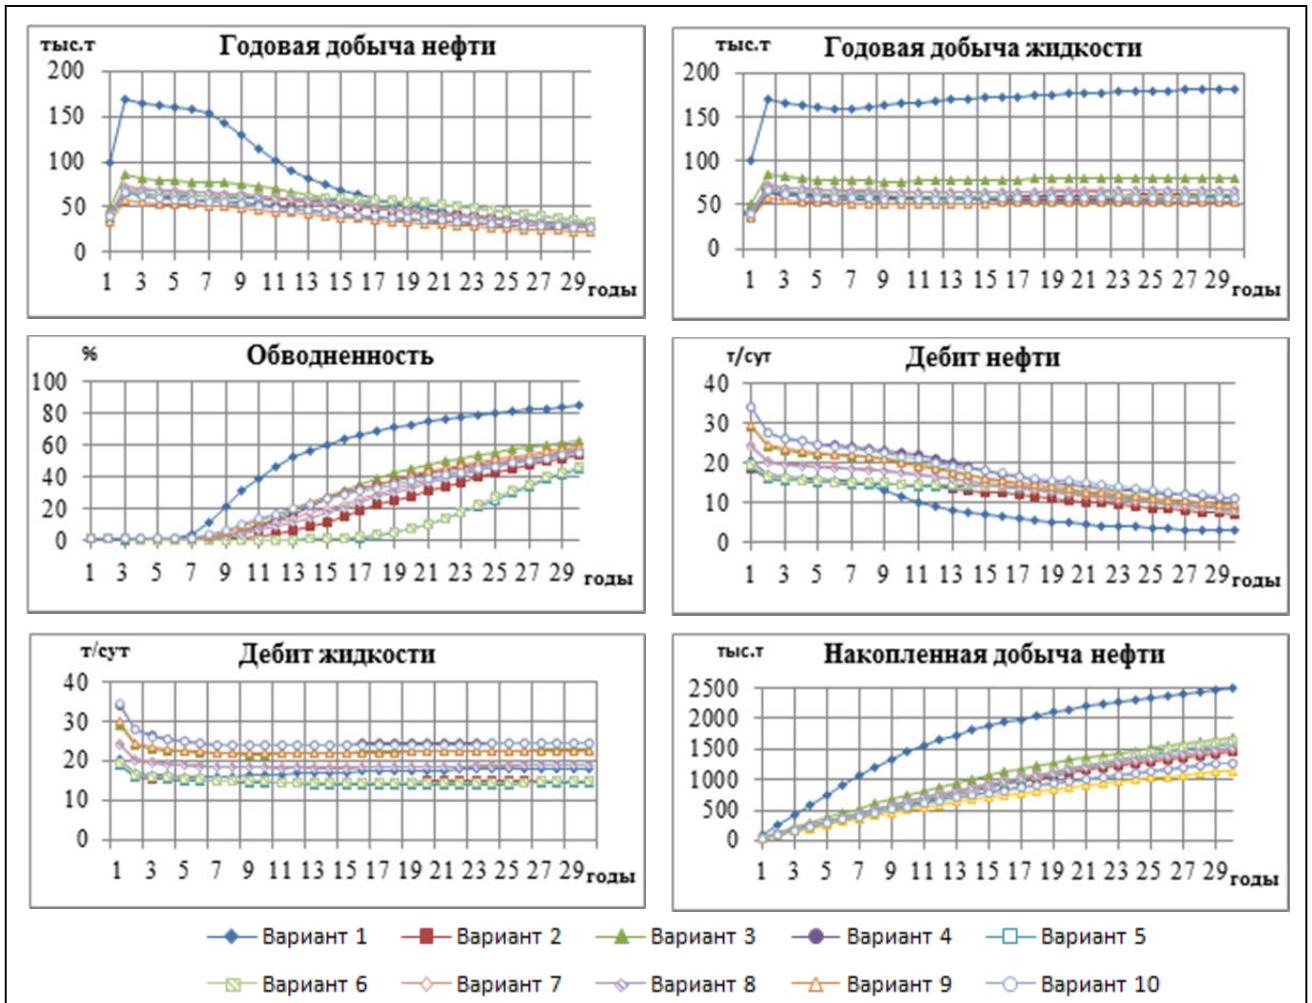 тыс.т Годовая добыча нефти
200
150
100
50
0
1 3 5 7 9 11 13 15 17 19 21 23 25 27 29 годы
тыс.т Годовая добыча жидкости
200
150
100
50
0
1 3 5 7 9 11 13 15 17 19 21 23 25 27 29 годы
% Обводненность
100
80
60
40
20
0
1 3 5 7 9 11 13 15 17 19 21 23 25 27 29 годы
т/сут Дебит нефти
40
30
20
10
0
1 3 5 7 9 11 13 15 17 19 21 23 25 27 29 годы
т/сут Дебит жидкости
40
30
20
10
0
1 3 5 7 9 11 13 15 17 19 21 23 25 27 29 годы
тыс.т Накопленная добыча нефти
2500
2000
1500
1000
500
0
1 3 5 7 9 11 13 15 17 19 21 23 25 27 29 годы
Вариант 1 Вариант 2 Вариант 3 Вариант 4 Вариант 5
Вариант 6 Вариант 7 Вариант 8 Вариант 9 Вариант 10